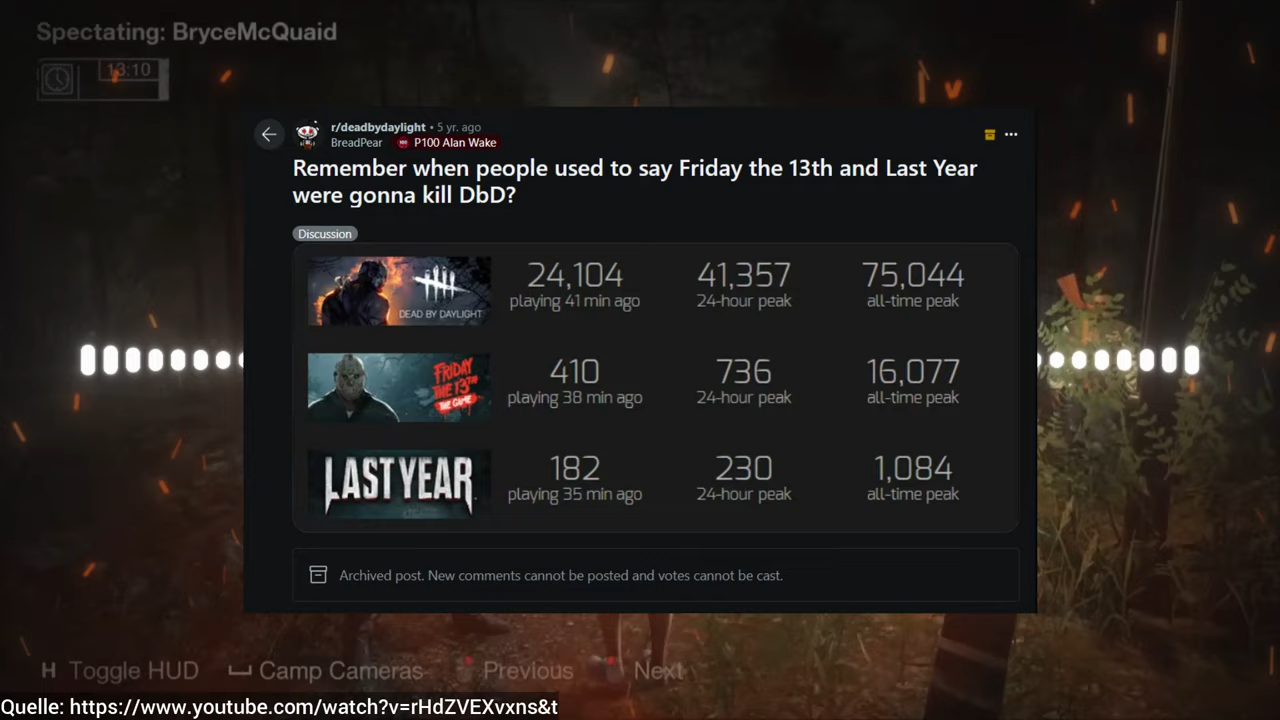 Spectating: BryceMcQuaid
13:10
r/deadbydaylight • 5 yr. ago
BreadPear P100 Alan Wake
Remember when people used to say Friday the 13th and Last Year
were gonna kill DbD?
Discussion
DEAD BY DAYLIGHT
24,104 41,357 75,044
playing 41 min ago 24-hour peak all-time peak
FRIDAY
THE 13TH
THE GAME
410 736 16,077
playing 38 min ago 24-hour peak all-time peak
LAST YEAR
182 230 1,084
playing 35 min ago 24-hour peak all-time peak
Archived post. New comments cannot be posted and votes cannot be cast.
H Toggle HUD Camp Cameras Previous Next
Quelle: https://www.youtube.com/watch?v=rHdZVEXvxns&t